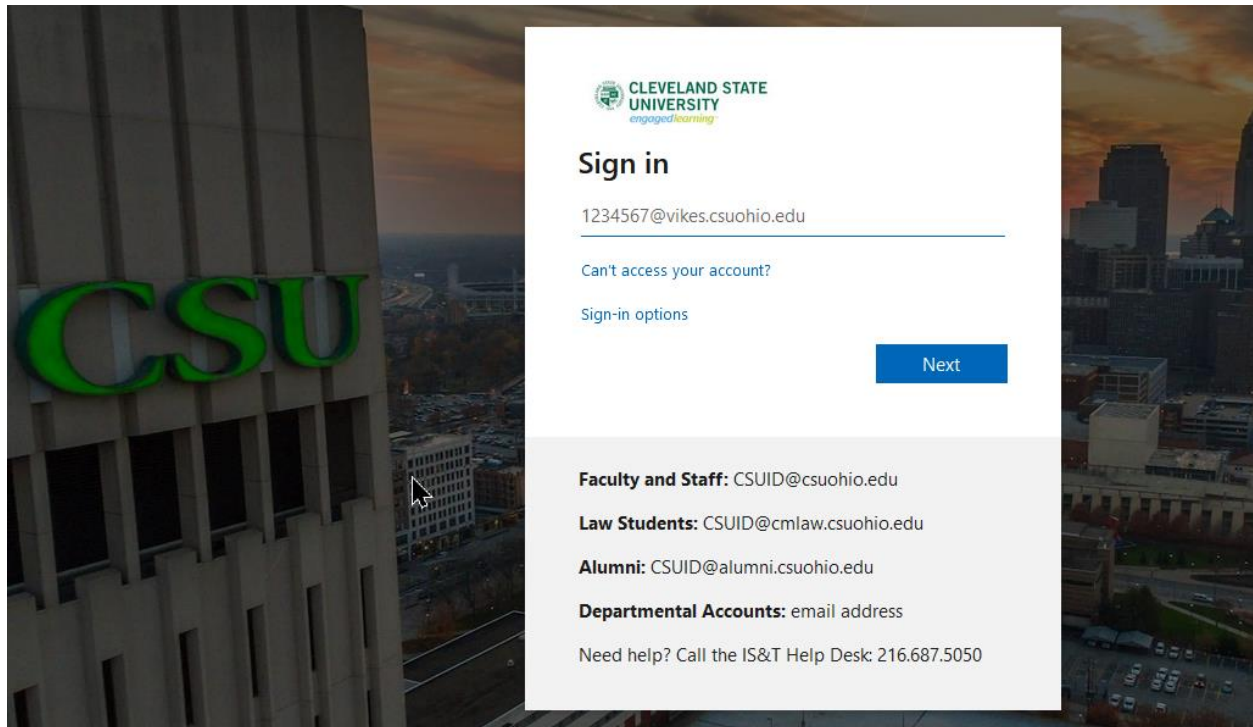 CSU
CLEVELAND STATE
UNIVERSITY
engagedlearning
Sign in
1234567@vikes.csuohio.edu
Can't access your account?
Sign-in options
Next
Faculty and Staff: CSUID@csuohio.edu
Law Students: CSUID@cmlaw.csuohio.edu
Alumni: CSUID@alumni.csuohio.edu
Departmental Accounts: email address
Need help? Call the IS&T Help Desk: 216.687.5050